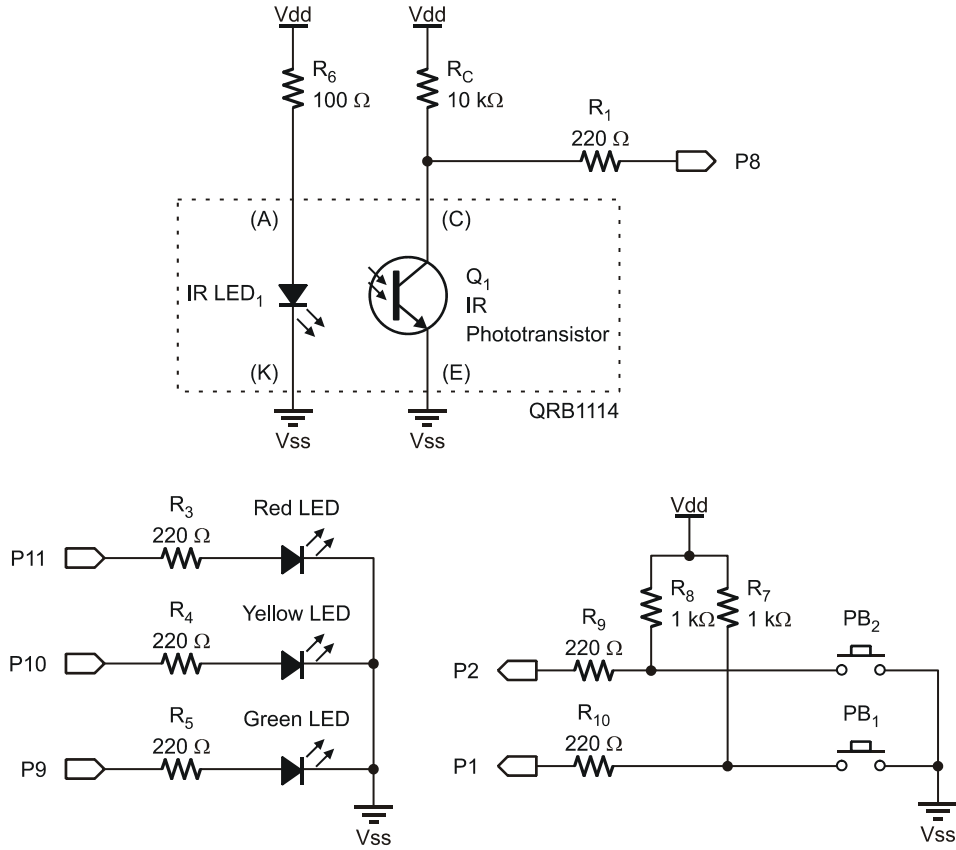 Vdd
Vdd
R6
100 Ω
RC
10 kΩ
R1
220 Ω
P8
(A)
(C)
IR LED1
Q1
IR
Phototransistor
(K)
(E)
QRB1114
Vss
Vss
R3
220 Ω
Red LED
P11
R4
220 Ω
Yellow LED
P10
R5
220 Ω
Green LED
P9
Vss
Vdd
R8
1 kΩ
R7
1 kΩ
R9
220 Ω
PB2
P2
R10
220 Ω
PB1
P1
Vss